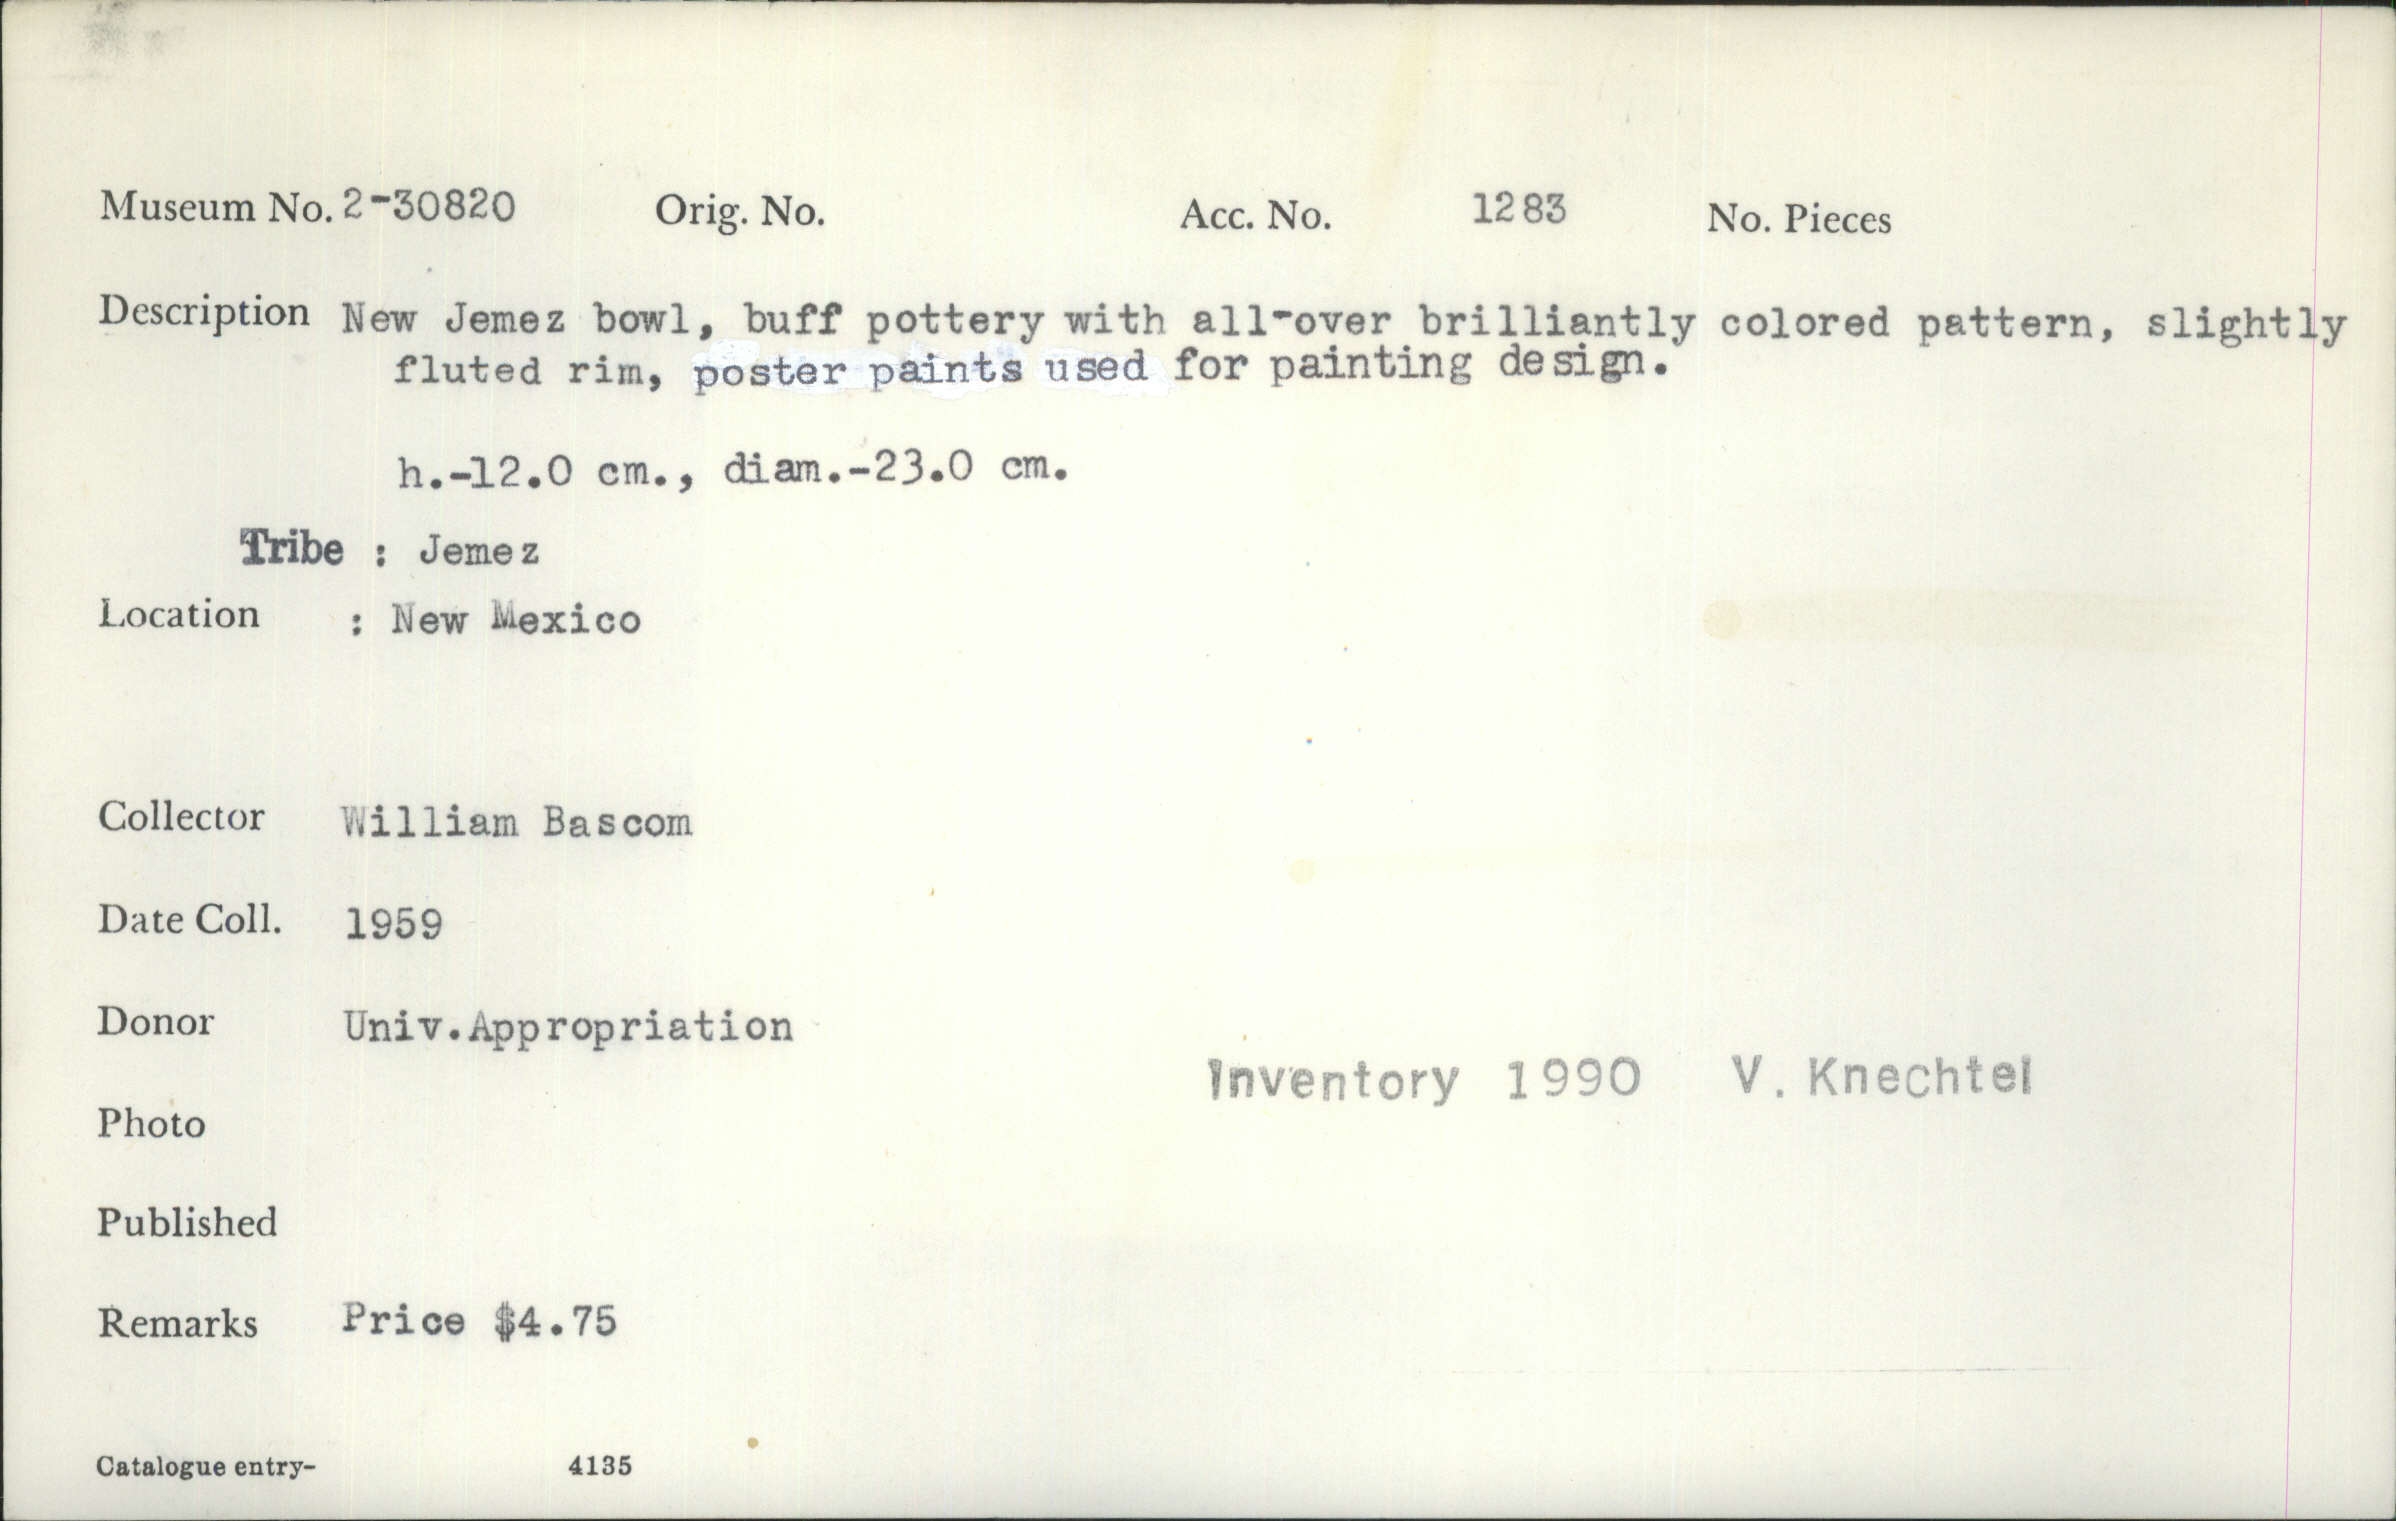 Museum No. 2-30820 Orig. No. Acc. No. 1283 No. Pieces
Description New Jemez bowl, buff pottery with all-over brilliantly colored pattern, slightly
fluted rim, poster paints used for painting design.
h.-12.0 cm., diam.-23.0 cm.
Tribe : Jemez
Location : New Mexico
Collector William Bascom
Date Coll. 1959
Donor Univ.Appropriation
Inventory 1990 V. Knechtel
Photo
Published
Remarks Price $4.75
Catalogue entry- 4135